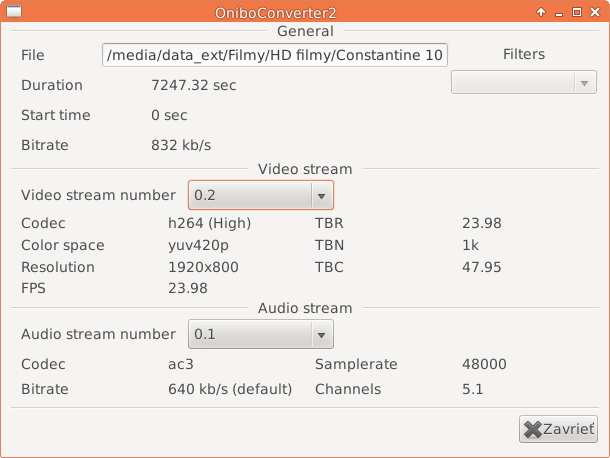 OniboConverter2
General
File /media/data_ext/Filmy/HD filmy/Constantine 10 Filters
Duration 7247.32 sec
Start time 0 sec
Bitrate 832 kb/s
Video stream
Video stream number 0.2
Codec h264 (High) TBR 23.98
Color space yuv420p TBN 1k
Resolution 1920x800 TBC 47.95
FPS 23.98
Audio stream
Audio stream number 0.1
Codec ac3 Samplerate 48000
Bitrate 640 kb/s (default) Channels 5.1
Zavrieť